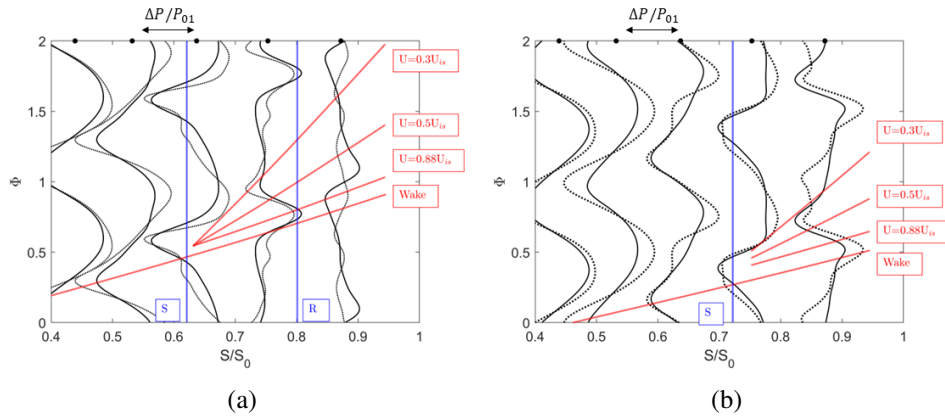 ΔP/P₀₁
2
1.5
Φ
1
0.5
0
U=0.3Uᵢₛ
U=0.5Uᵢₛ
U=0.88Uᵢₛ
Wake
S
R
0.4 0.5 0.6 0.7 0.8 0.9 1
S/S₀
(a)
ΔP/P₀₁
2
1.5
Φ
1
0.5
0
U=0.3Uᵢₛ
U=0.5Uᵢₛ
U=0.88Uᵢₛ
Wake
S
0.4 0.5 0.6 0.7 0.8 0.9 1
S/S₀
(b)